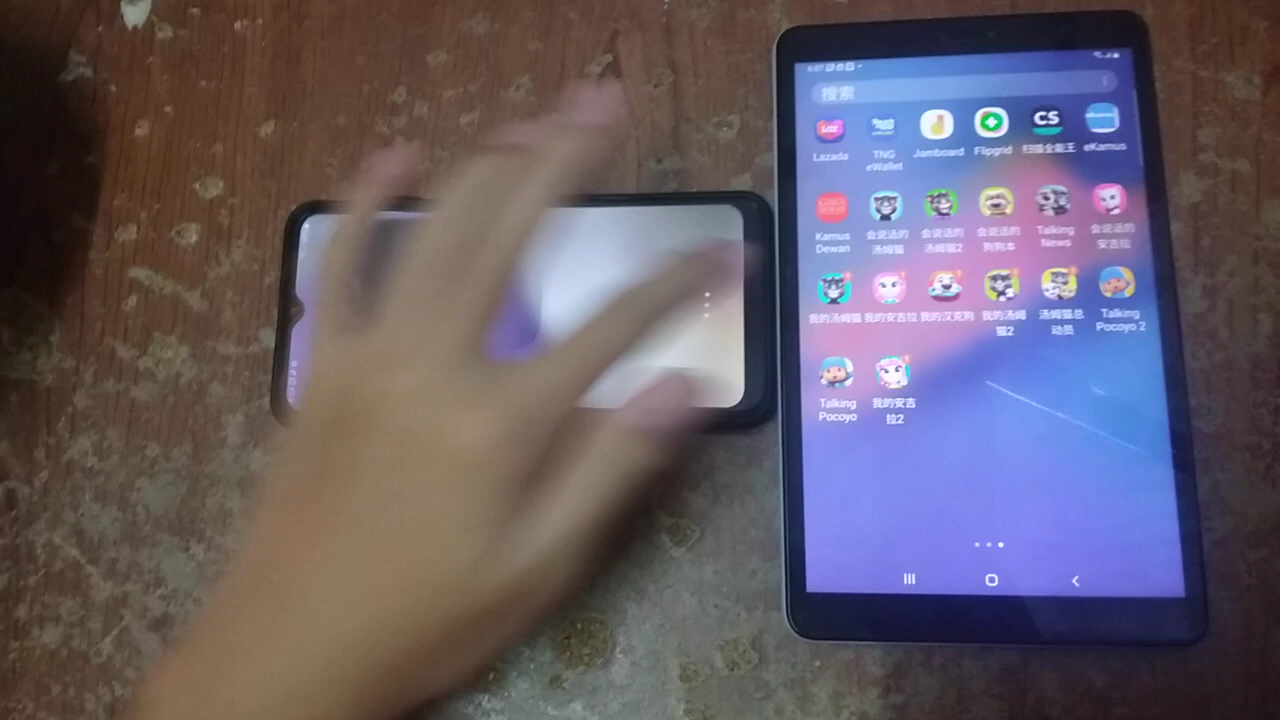 6:07
搜索
Laz
CS
Lazada
TNG
eWallet
Jamboard
Flipgrid
扫描全能王
eKamus
Kamus
Dewan
会说话的
汤姆猫
会说话的
汤姆猫2
会说话的
狗狗本
Talking
News
会说话的
安吉拉
我的汤姆猫
我的安吉拉
我的汉克狗
我的汤姆
猫2
汤姆猫总
动员
Talking
Pocoyo 2
Talking
Pocoyo
我的安吉
拉2